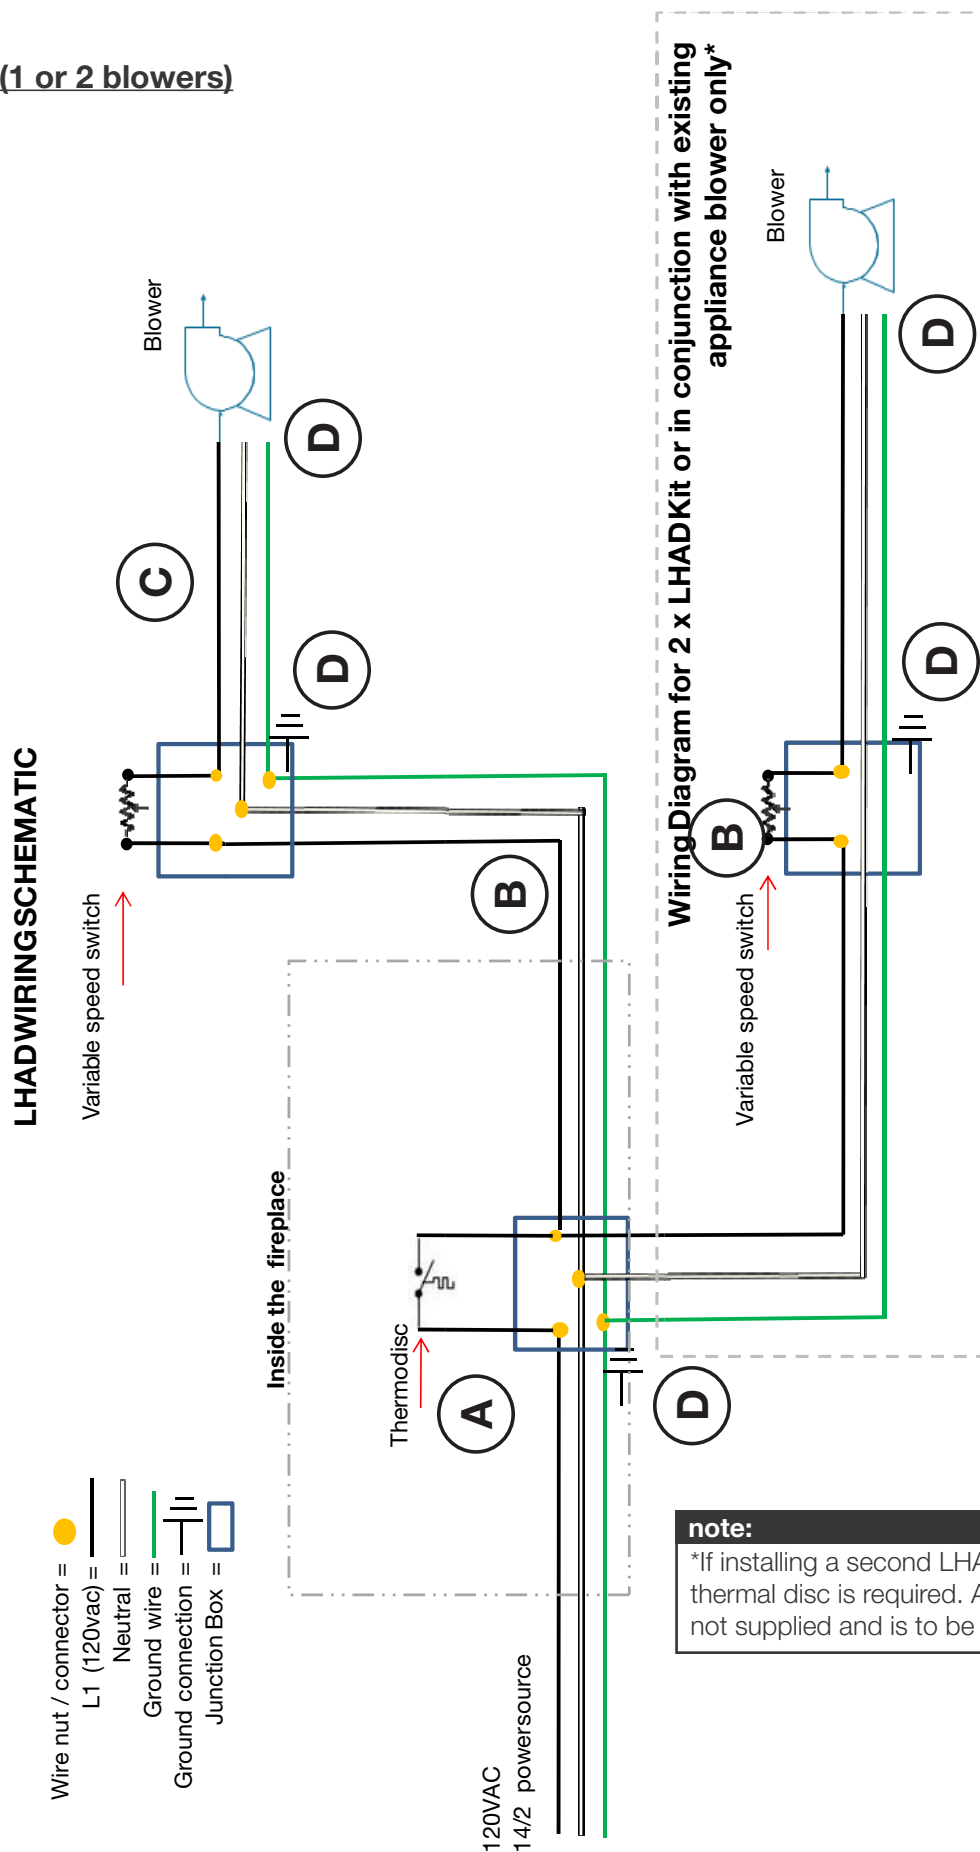 (1 or 2 blowers)
LHADWIRINGSCHEMATIC
Variable speed switch
Blower
C
D
D
B
Inside the fireplace
Thermodisc
A
D
Wiring Diagram for 2 x LHADKit or in conjunction with existing
appliance blower only*
Blower
D
D
B
Variable speed switch
Wire nut / connector =
L1 (120vac) =
Neutral =
Ground wire =
Ground connection =
Junction Box =
120VAC
14/2 powersource
note:
*If installing a second LHA
thermal disc is required. A
not supplied and is to be